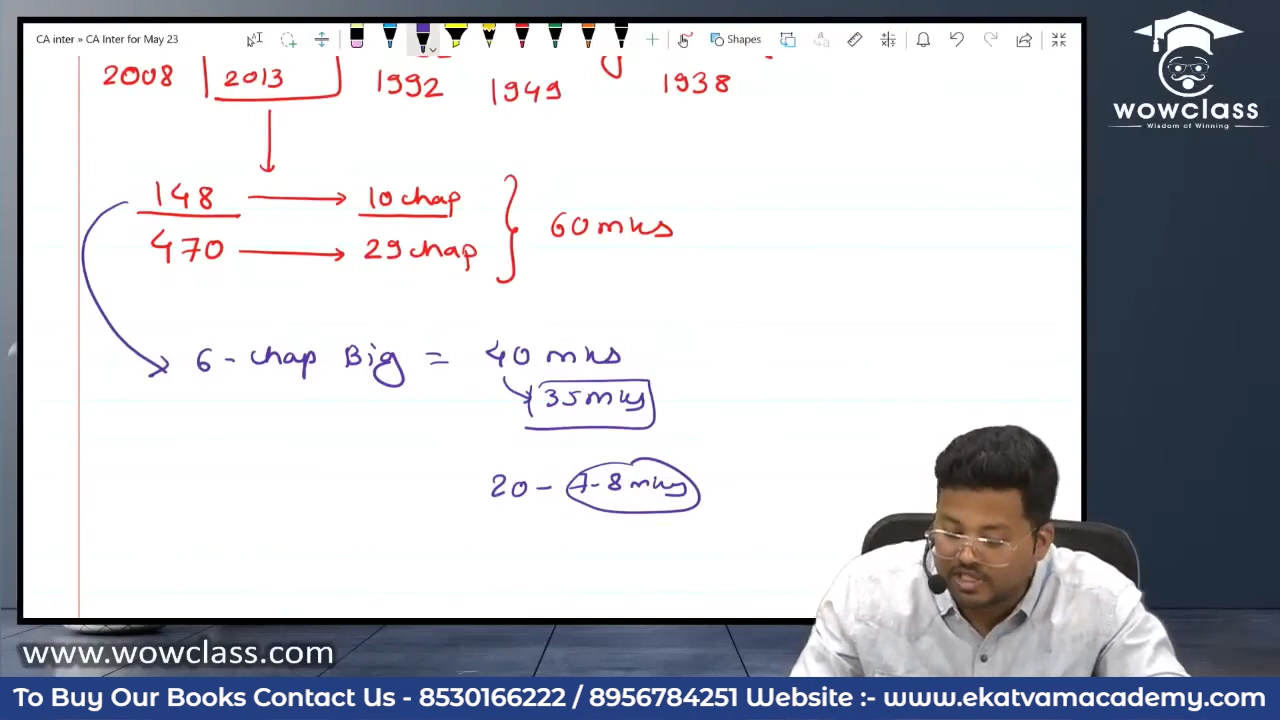 CA inter » CA Inter for May 23
Shapes
2008 2013 1992 1949 1938
148 10 chap
470 29 chap
60 mks
6 - chap Big = 40 mks
35 mks
20 - 7-8 mks
wowclass
Wisdom of Winning
www.wowclass.com
To Buy Our Books Contact Us - 8530166222 / 8956784251 Website :- www.ekatvamacademy.com